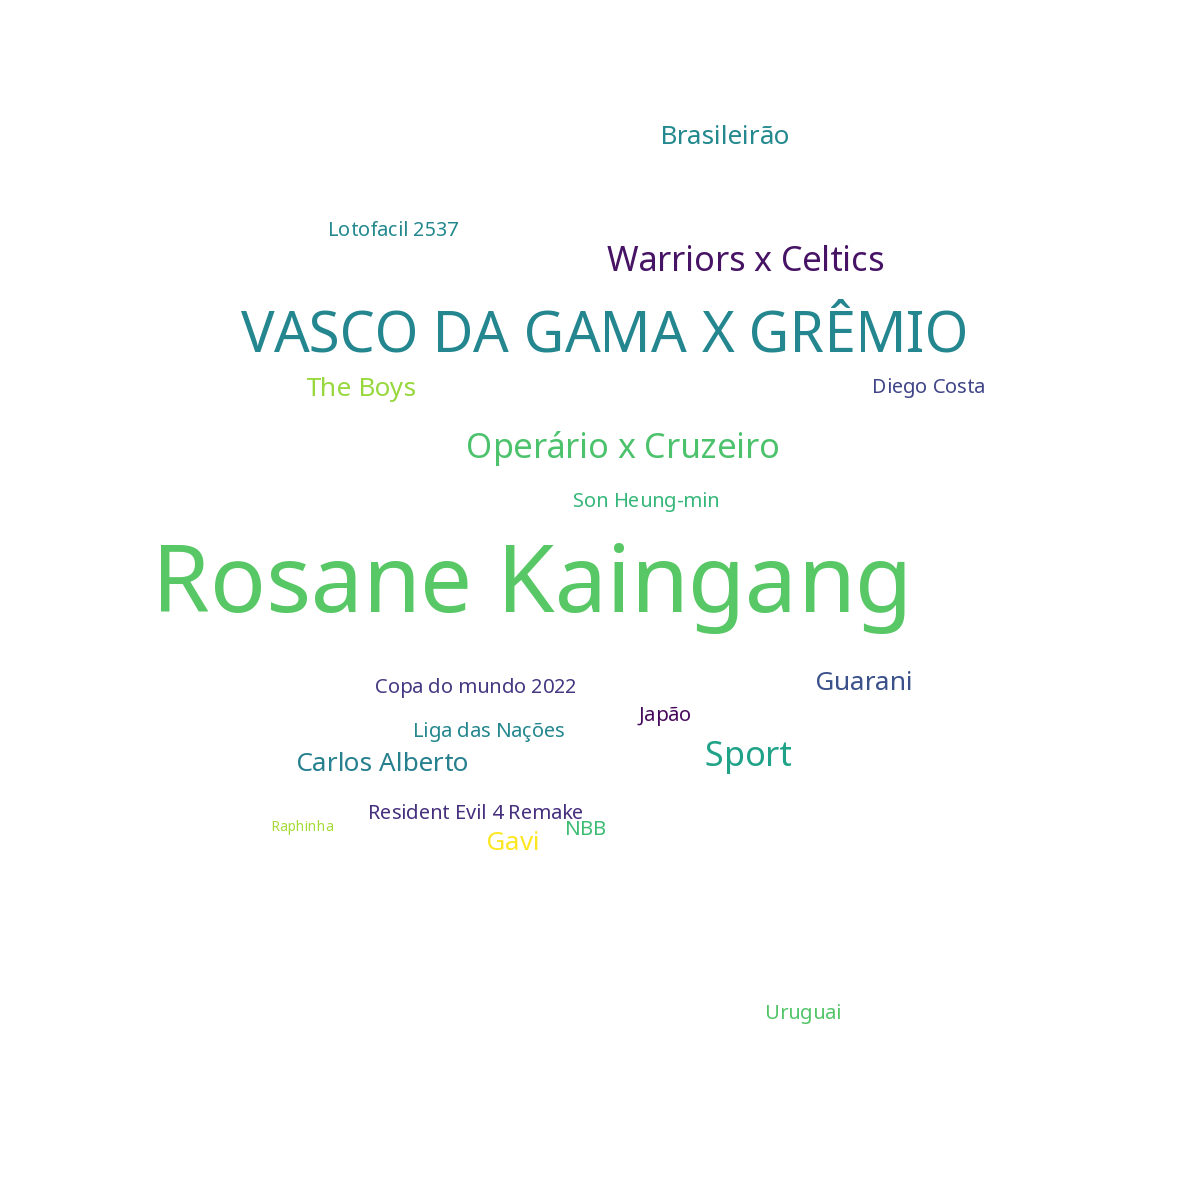 Brasileirão
Lotofacil 2537
Warriors x Celtics
VASCO DA GAMA X GRÊMIO
The Boys
Diego Costa
Operário x Cruzeiro
Son Heung-min
Rosane Kaingang
Guarani
Copa do mundo 2022
Japão
Liga das Nações
Sport
Carlos Alberto
Resident Evil 4 Remake
Raphinha
NBB
Gavi
Uruguai